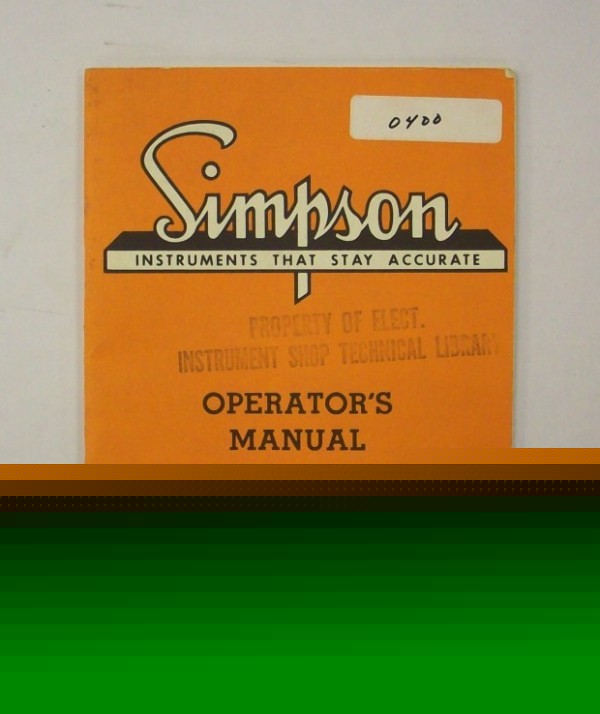 0400
Simpson
INSTRUMENTS THAT STAY ACCURATE
PROPERTY OF ELECT.
INSTRUMENT SHOP TECHNICAL LIBRARY
OPERATOR'S
MANUAL